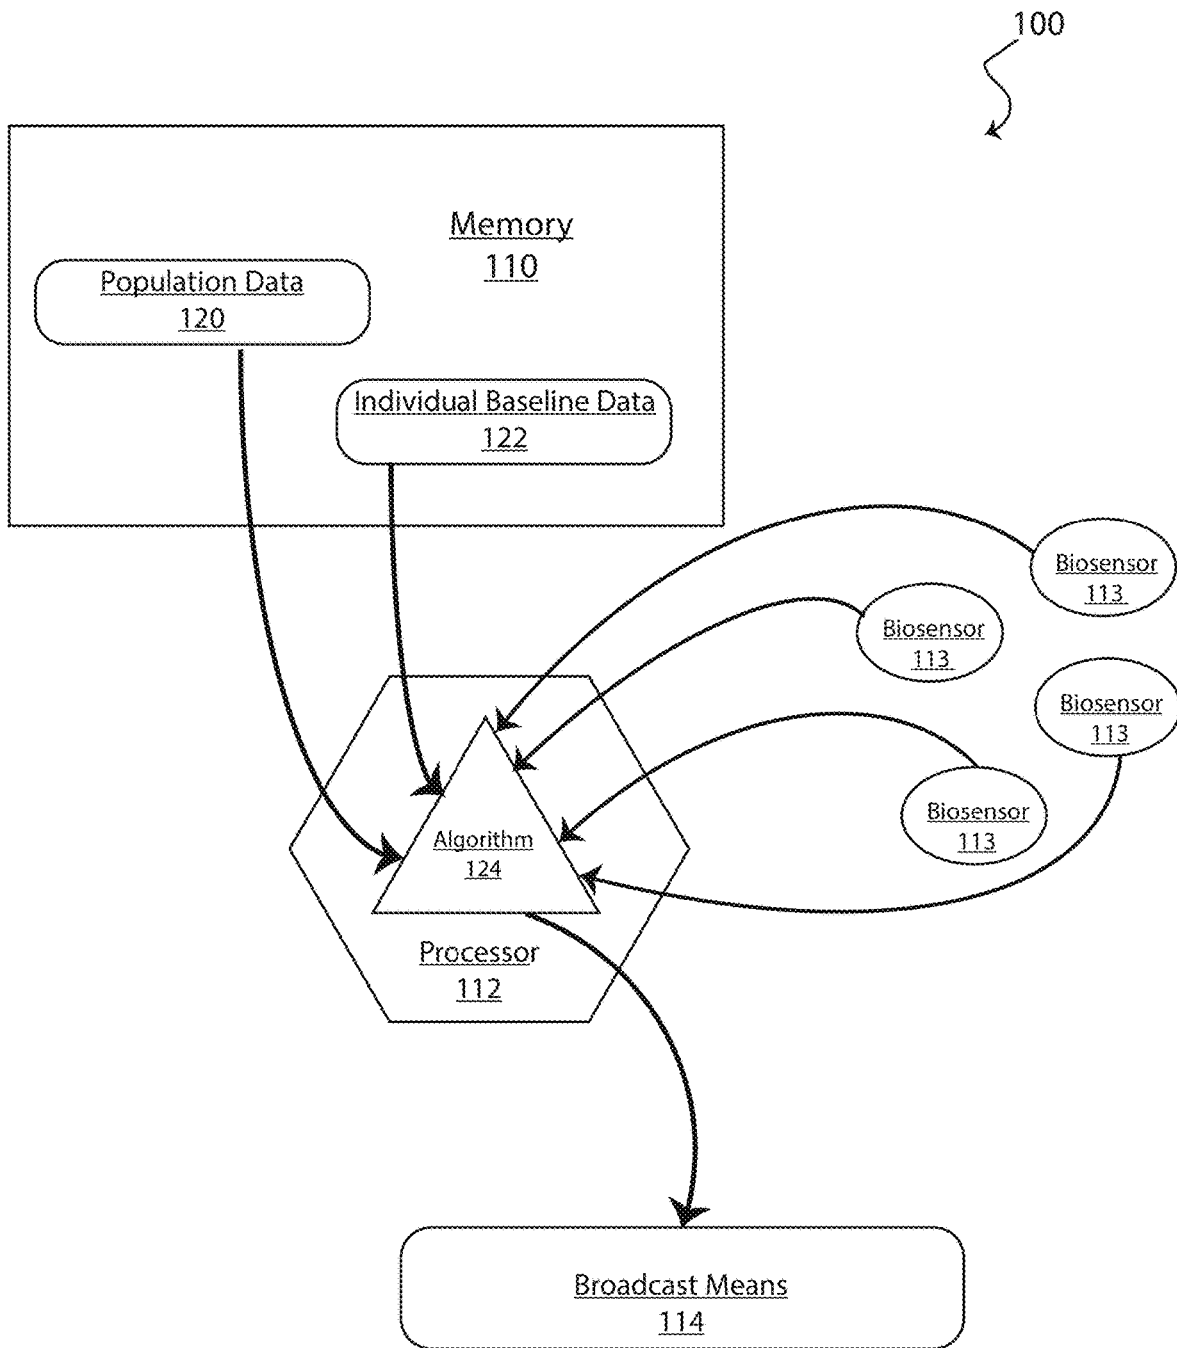 100
Memory
110
Population Data
120
Individual Baseline Data
122
Biosensor
113
Biosensor
113
Biosensor
113
Biosensor
113
Algorithm
124
Processor
112
Broadcast Means
114